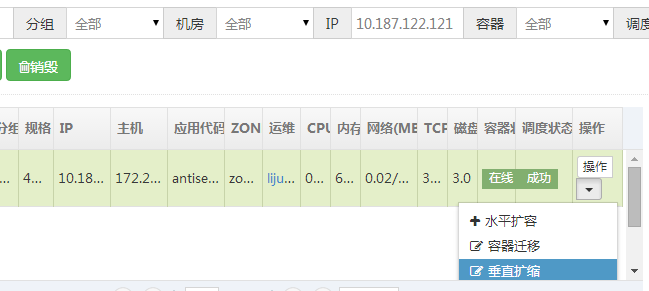 分组 全部 机房 全部 IP 10.187.122.121 容器 全部 调度
销毁
分组 规格 IP 主机 应用代码 ZON 运维 CPU 内存 网络(ME TCP 磁盘 容器状 调度状态 操作
... 4... 10.18... 172.2... antise... zo... liju... 0... 6... 0.02/... 3... 3.0 在线 成功 操作
水平扩容
容器迁移
垂直扩缩